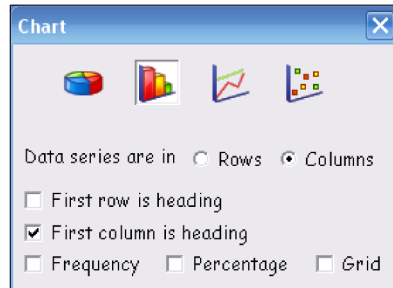 Chart
Data series are in Rows Columns
First row is heading
First column is heading
Frequency Percentage Grid